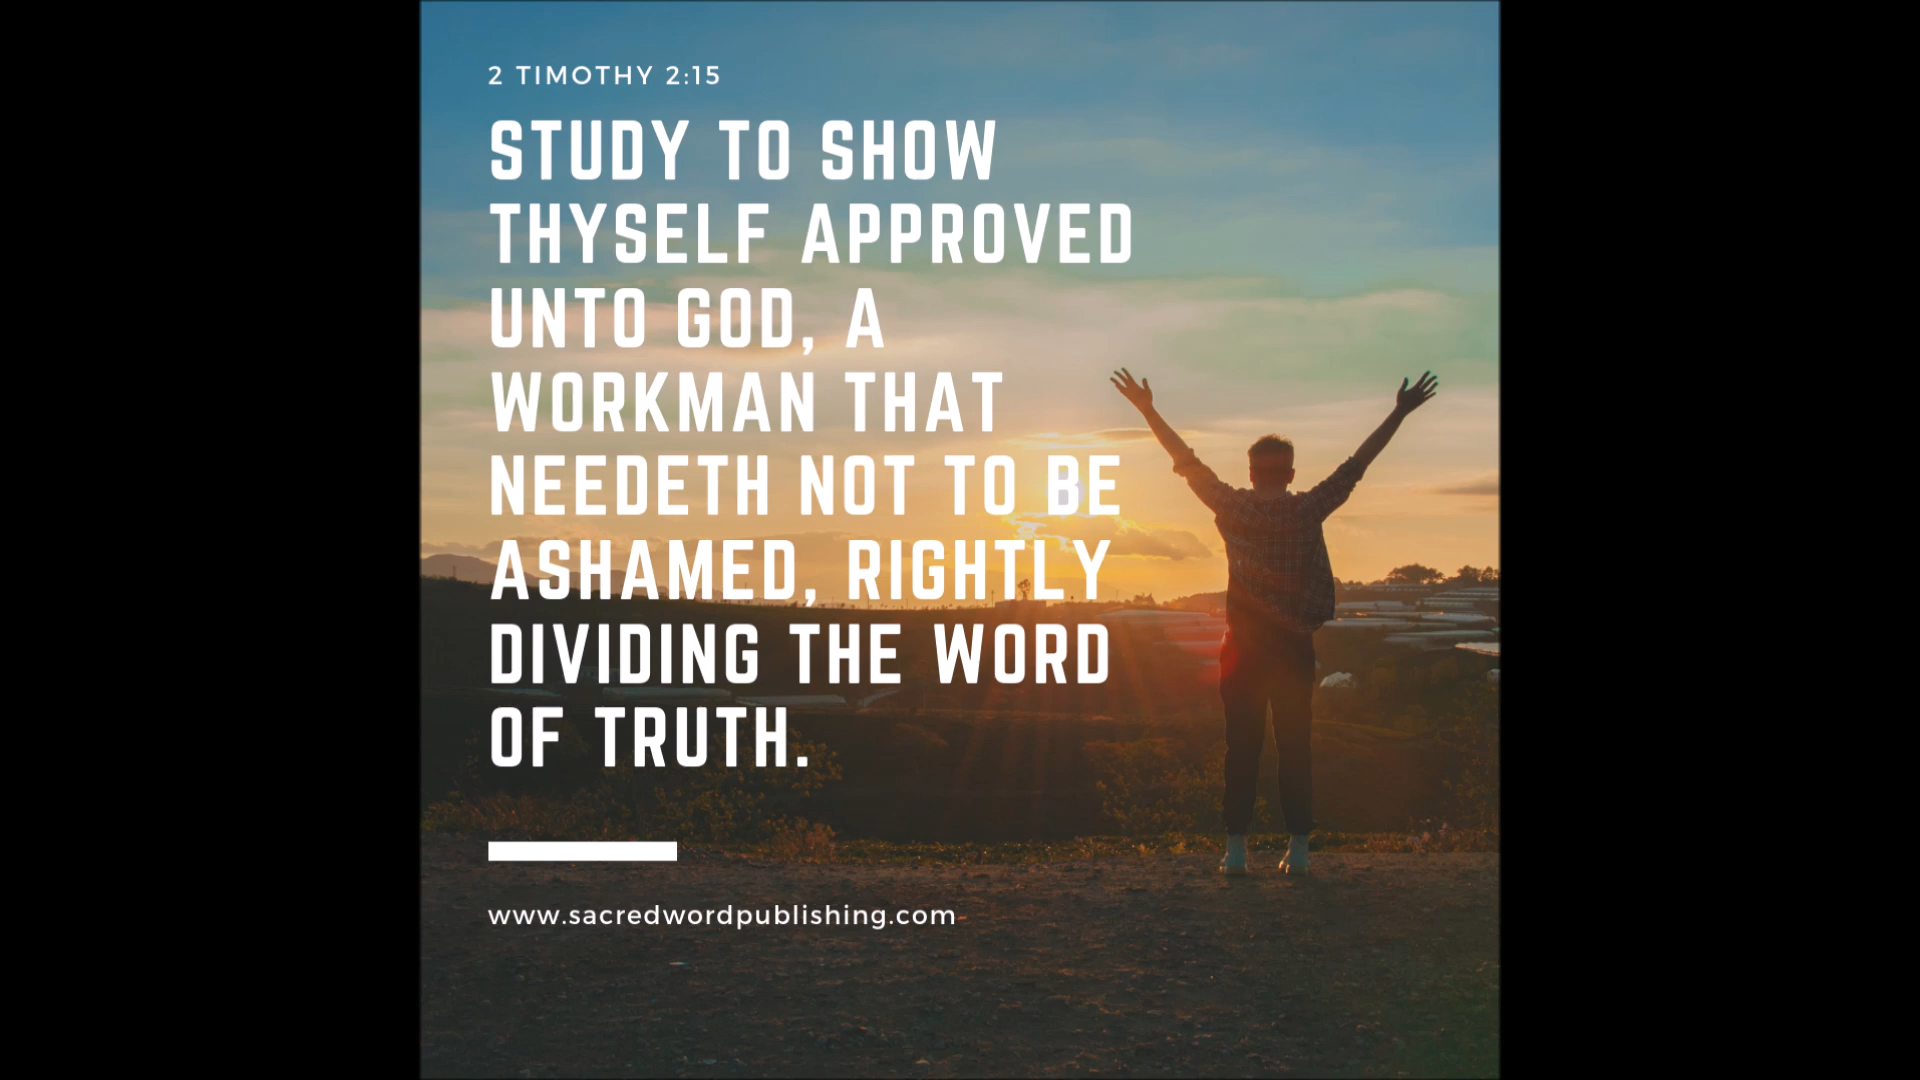 2 TIMOTHY 2:15
STUDY TO SHOW
THYSELF APPROVED
UNTO GOD, A
WORKMAN THAT
NEEDETH NOT TO BE
ASHAMED, RIGHTLY
DIVIDING THE WORD
OF TRUTH.
www.sacredwordpublishing.com